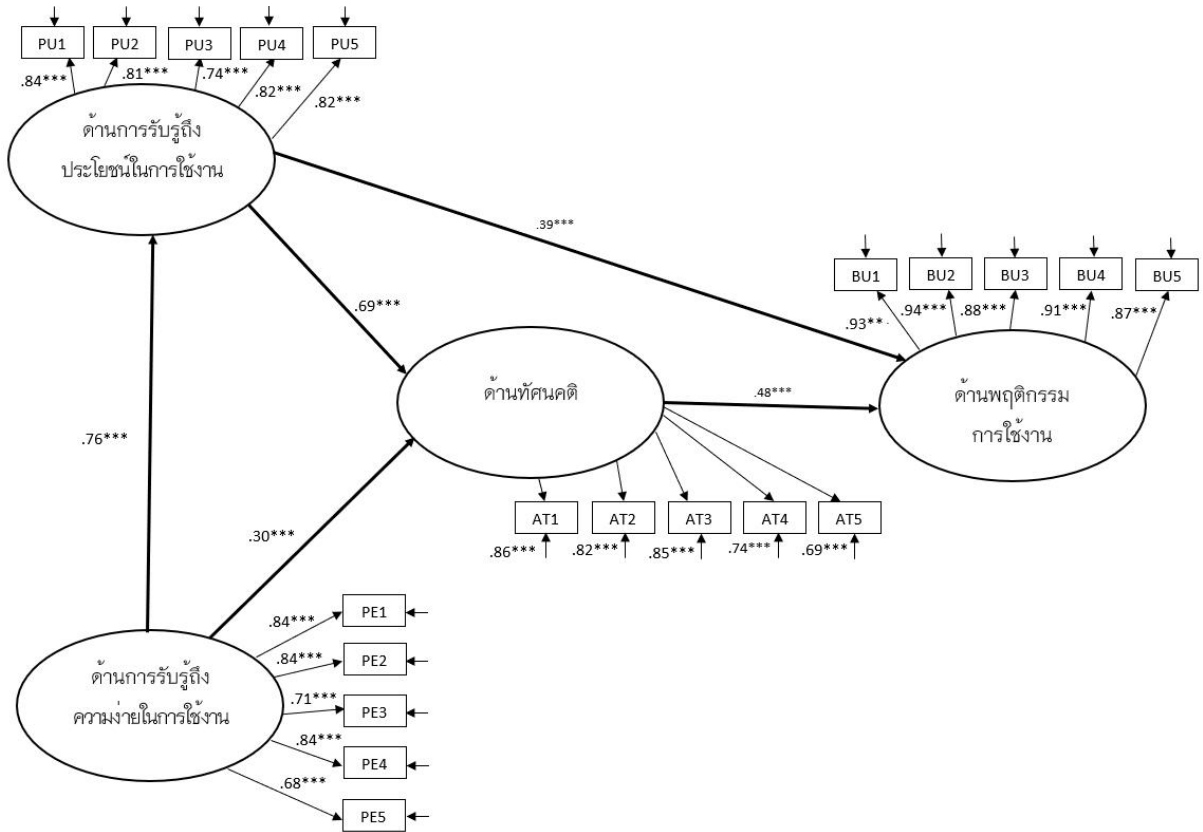 PU1 PU2 PU3 PU4 PU5
.84*** .81*** .74*** .82*** .82***
ด้านการรับรู้ถึง
ประโยชน์ในการใช้งาน
.39***
BU1 BU2 BU3 BU4 BU5
.93** .94*** .88*** .91*** .87***
.69***
ด้านทัศนคติ
.48***
ด้านพฤติกรรม
การใช้งาน
.76***
AT1 AT2 AT3 AT4 AT5
.86*** .82*** .85*** .74*** .69***
.30***
.84*** PE1
.84*** PE2
ด้านการรับรู้ถึง
ความง่ายในการใช้งาน
.71*** PE3
.84*** PE4
.68*** PE5